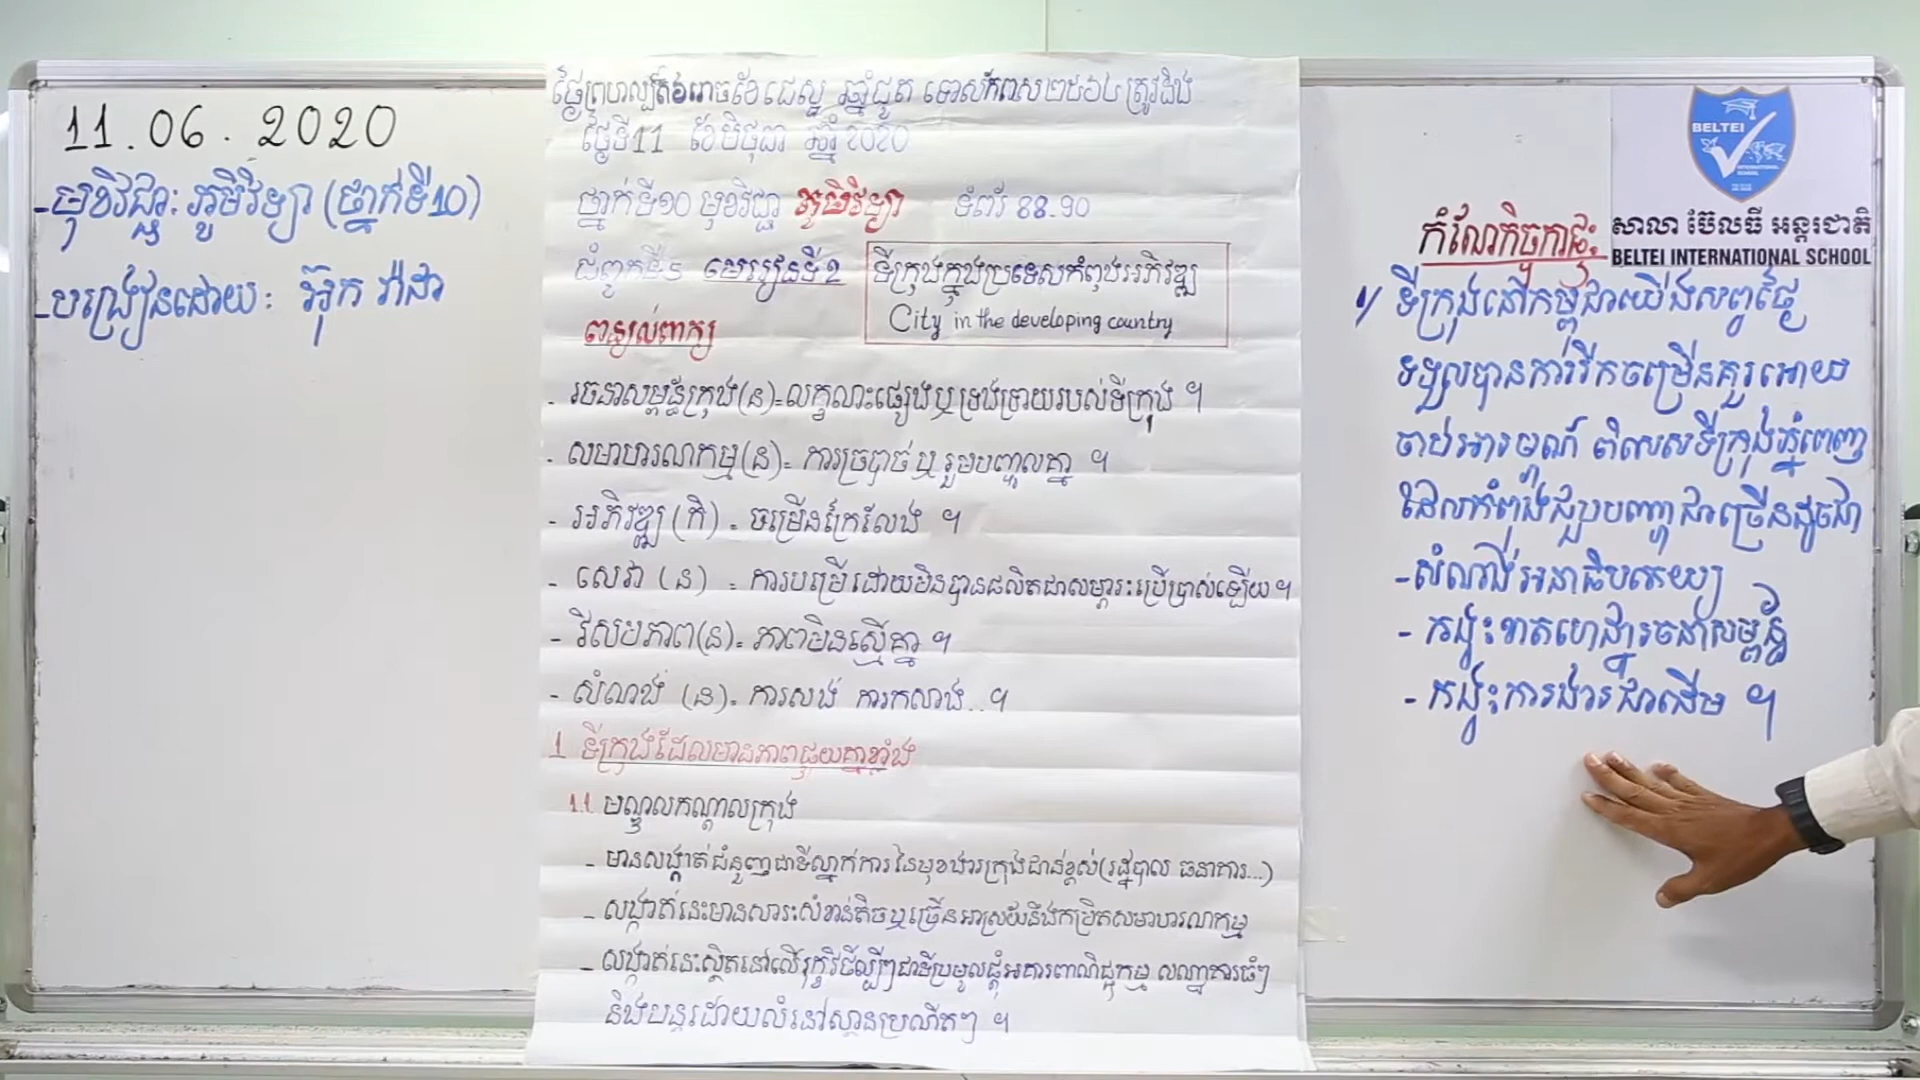 11.06.2020
-មុខវិជ្ជា: ភូមិវិទ្យា (ថ្នាក់ទី10)
-បង្រៀនដោយ: អ៊ុក រ៉ាដា
ថ្ងៃព្រហស្បតិ៍ រោច ខែជេស្ឋ ឆ្នាំជូត ទោស័ក ព.ស ២៥៦៤ ត្រូវនឹង
ថ្ងៃទី11 ខែមិថុនា ឆ្នាំ2020
ថ្នាក់ទី១០ មុខវិជ្ជា ភូមិវិទ្យា ទំព័រ 88.90
មេរៀនទី2 ទីក្រុងក្នុងប្រទេសកំពុងអភិវឌ្ឍ
City in the developing country
ពន្យល់ពាក្យ
- រចនាសម្ពន្ធ័ក្រុង(ន)=លក្ខណះផ្សេងឬទ្រង់ទ្រាយរបស់ទីក្រុង ។
- សមាហរណកម្ម(ន)= ការច្របាច់ ឬ រួមបញ្ចូលគ្នា ។
- អភិវឌ្ឍ (កិ) = ចម្រើនក្រៃលែង ។
- សេវា (ន) = ការបម្រើដោយមិនបានផលិតជាសម្ភារៈប្រើប្រាស់ឡើយ ។
- វិសមភាព(ន)= ភាពមិនស្មើគ្នា ។
- សំណង់ (ន)= ការសង់ ការកសាង...។
1 ទីក្រុងដែលមានភាពផ្ទុយគ្នាខ្លាំង
1.1 មណ្ឌលកណ្តាលក្រុង
- មានសង្កាត់ជំនួញជាទីស្នាក់ការនៃមុខងារក្រុងជាន់ខ្ពស់(រដ្ឋបាល ធនាគារ...)
- សង្កាត់នេះមានសារៈសំខាន់តិចឬច្រើនអាស្រ័យនឹងកម្រិតសមាហរណកម្ម
- សង្កាត់នេះស្ថិតនៅលើរុក្ខវិថីល្បីៗជាទីប្រមូលផ្តុំអគារពាណិជ្ជកម្ម សណ្ឋាគារធំៗ
និងបន្តដោយលំនៅស្ថានប្រណិតៗ ។
BELTEI
INTERNATIONAL SCHOOL
សាលា ប៊ែលធី អន្តរជាតិ
BELTEI INTERNATIONAL SCHOOL
កំណែកិច្ចការផ្ទះ
1/ ទីក្រុងនៅកម្ពុជាយើងសព្វថ្ងៃ
ទទួលបានការរីកចម្រើនគួរអោយ
ចាប់អារម្មណ៍ ពិសេសទីក្រុងភ្នំពេញ
ដែលកំពុងជួបបញ្ហាជាច្រើនដូចជា
-សំណង់អនាធិបតេយ្យ
- កង្វះខាតហេដ្ឋារចនាសម្ពន្ធ័
- កង្វះការងារជាដើម ។